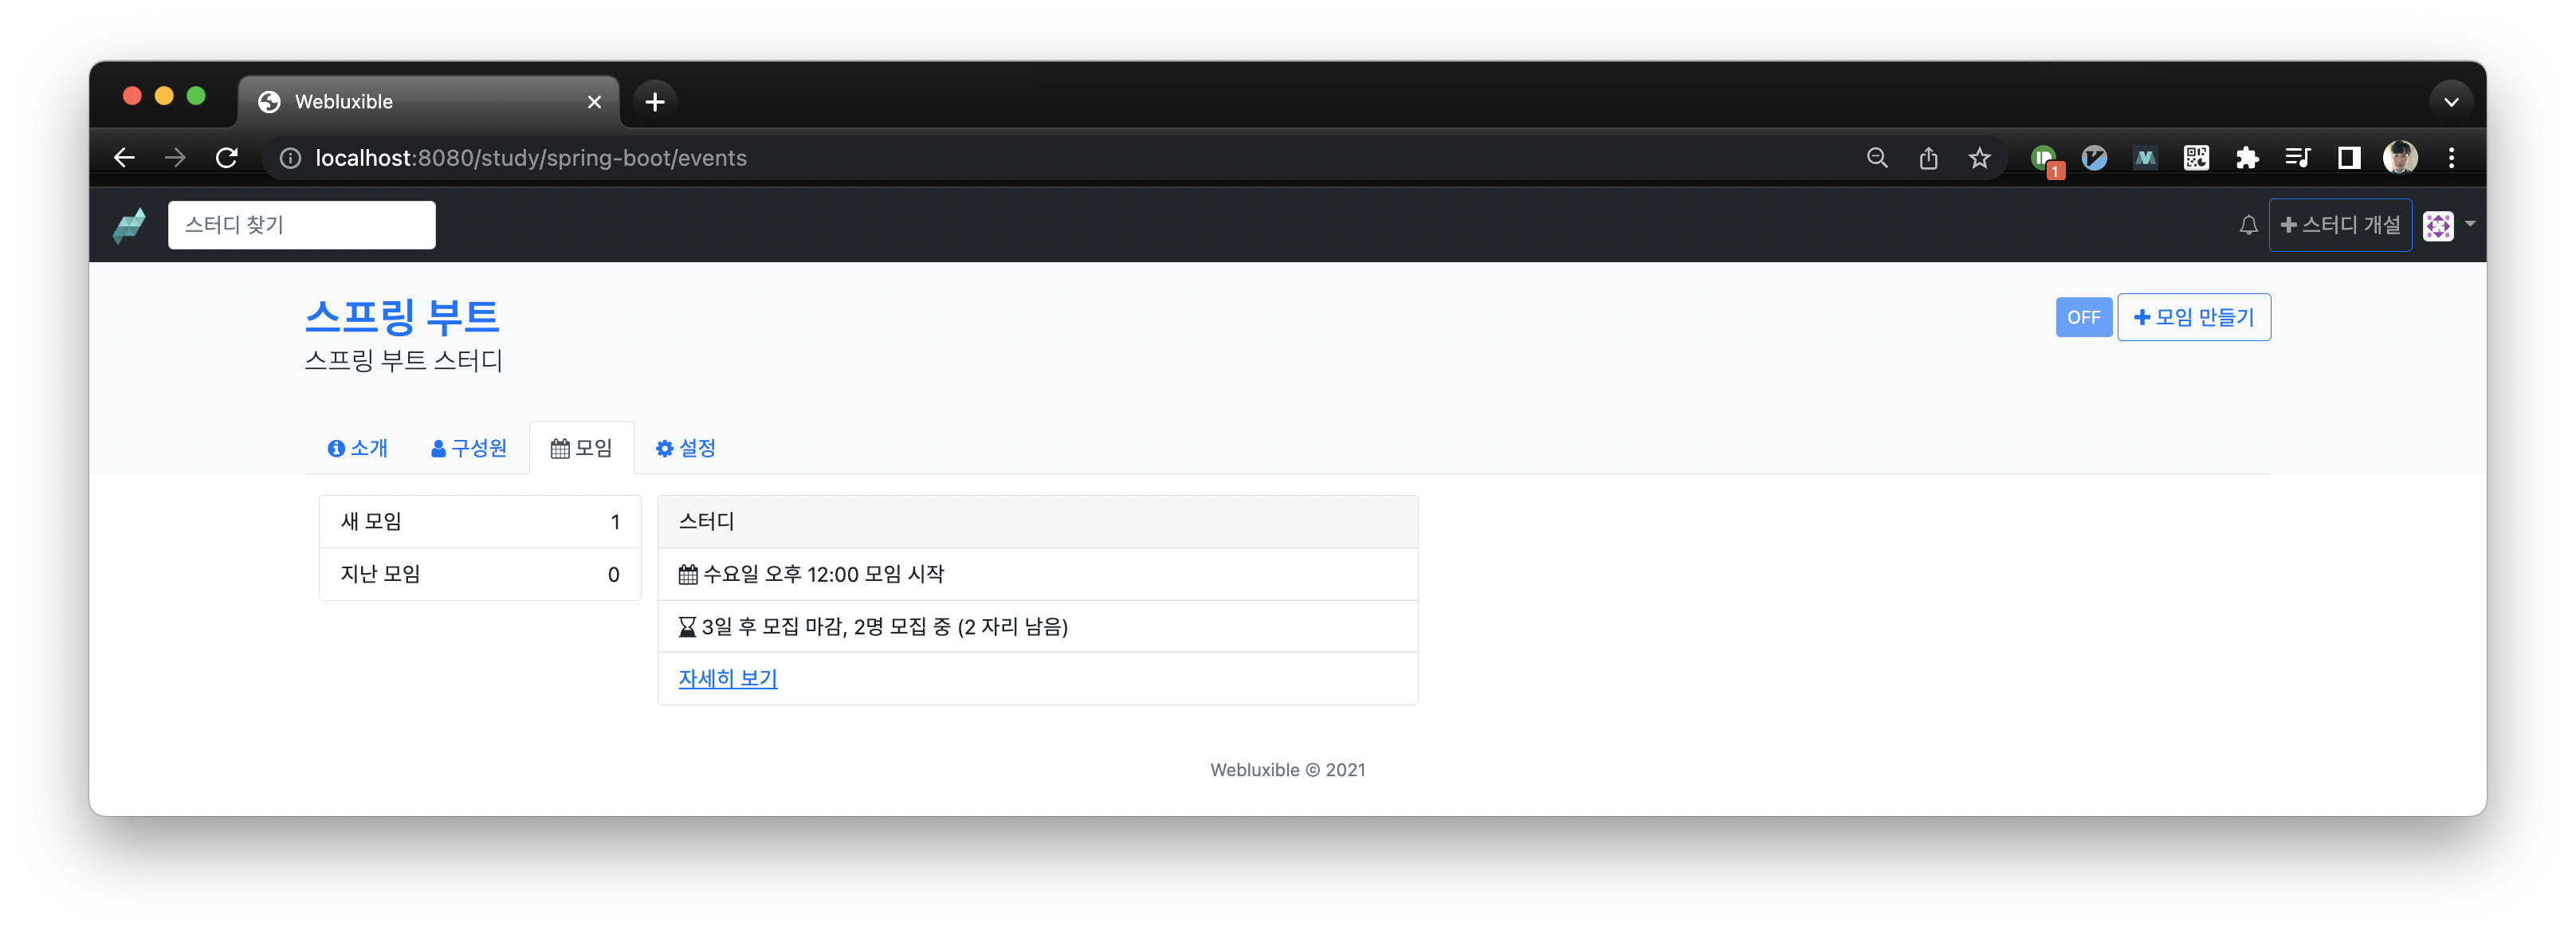 Webluxible
localhost:8080/study/spring-boot/events
1
스터디 찾기
스터디 개설
스프링 부트
OFF
모임 만들기
스프링 부트 스터디
소개
구성원
모임
설정
새 모임 1
지난 모임 0
스터디
수요일 오후 12:00 모임 시작
3일 후 모집 마감, 2명 모집 중 (2 자리 남음)
자세히 보기
Webluxible © 2021